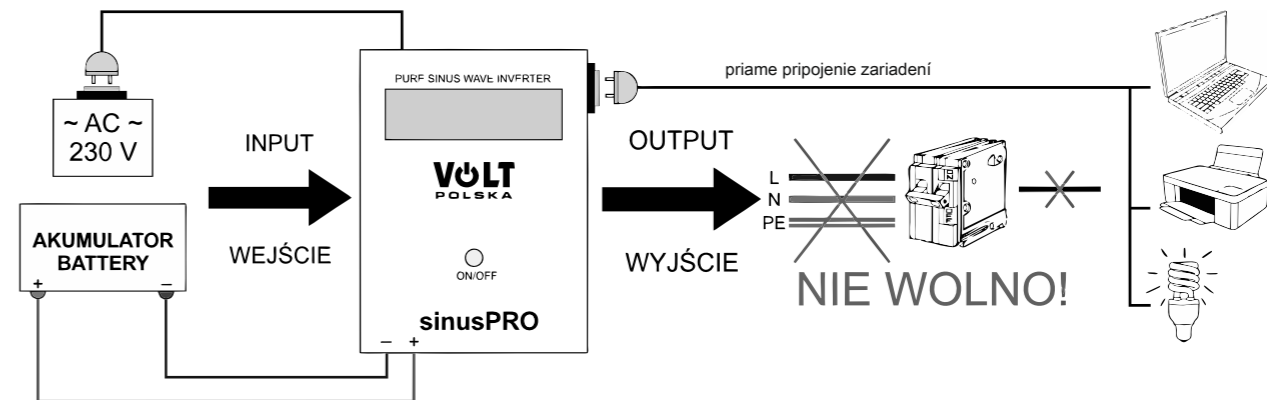 ~ AC ~
230 V
AKUMULATOR
BATTERY
+ –
INPUT
WEJŚCIE
PURE SINUS WAVE INVERTER
VOLT
POLSKA
ON/OFF
sinusPRO
– +
priame pripojenie zariadení
OUTPUT
WYJŚCIE
L
N
PE
NIE WOLNO!